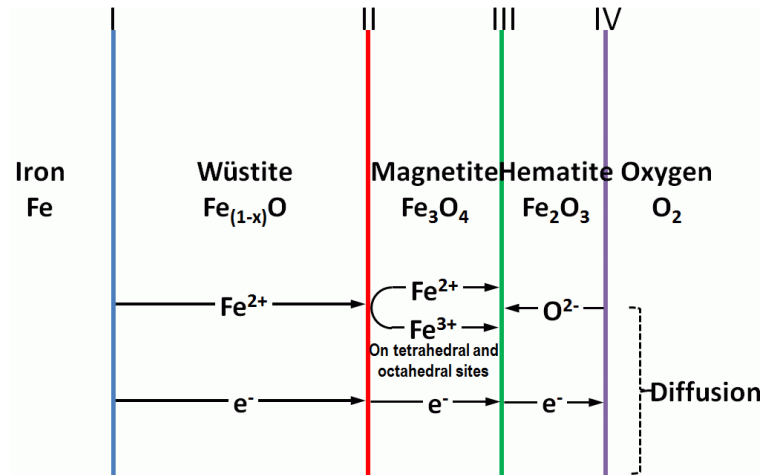 I II III IV
Iron Wüstite Magnetite Hematite Oxygen
Fe Fe(1-x)O Fe3O4 Fe2O3 O2
Fe2+
Fe2+
O2-
Fe3+
On tetrahedral and
octahedral sites
e- e- e-
Diffusion